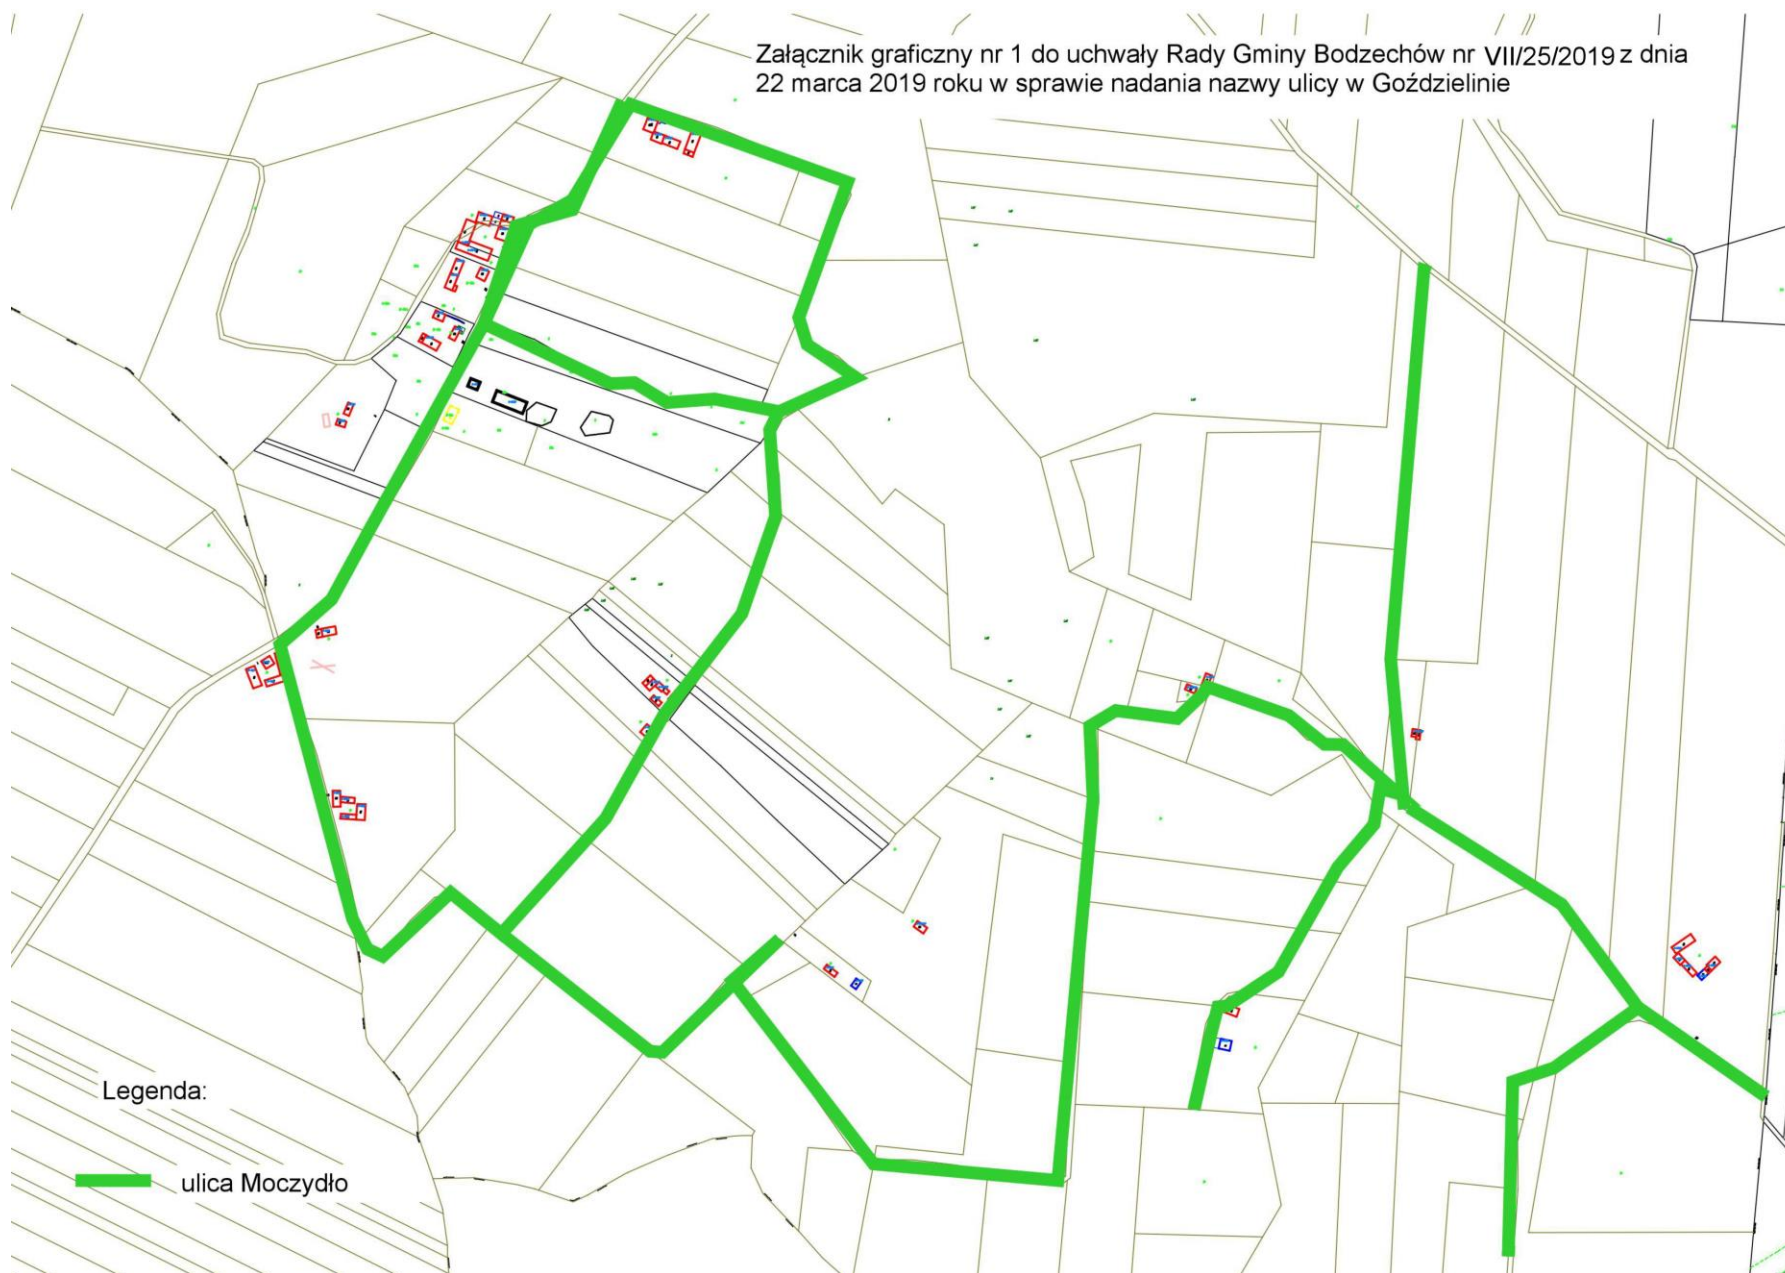 Załącznik graficzny nr 1 do uchwały Rady Gminy Bodzechów nr VII/25/2019 z dnia
22 marca 2019 roku w sprawie nadania nazwy ulicy w Goździelinie
Legenda:
ulica Moczydło